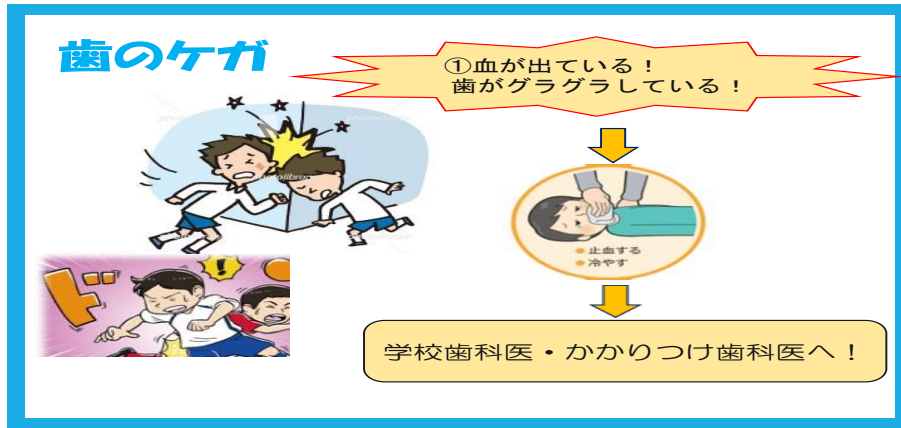 歯のケガ
①血が出ている！
歯がグラグラしている！
ド
!
● 止血する
● 冷やす
学校歯科医・かかりつけ歯科医へ！